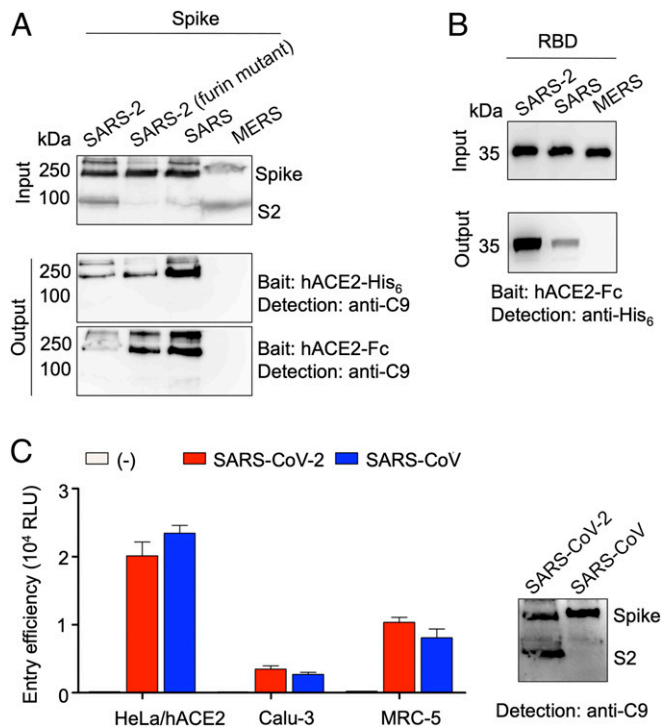 A
Spike
kDa
SARS-2
SARS-2 (furin mutant)
SARS
MERS
Input
250
100
Spike
S2
Output
250
100
Bait: hACE2-His₆
Detection: anti-C9
250
100
Bait: hACE2-Fc
Detection: anti-C9
B
RBD
kDa
SARS-2
SARS
MERS
Input
35
Output
35
Bait: hACE2-Fc
Detection: anti-His₆
C
(-) SARS-CoV-2 SARS-CoV
Entry efficiency (10⁴ RLU)
3
2
1
0
HeLa/hACE2 Calu-3 MRC-5
SARS-CoV-2
SARS-CoV
Spike
S2
Detection: anti-C9